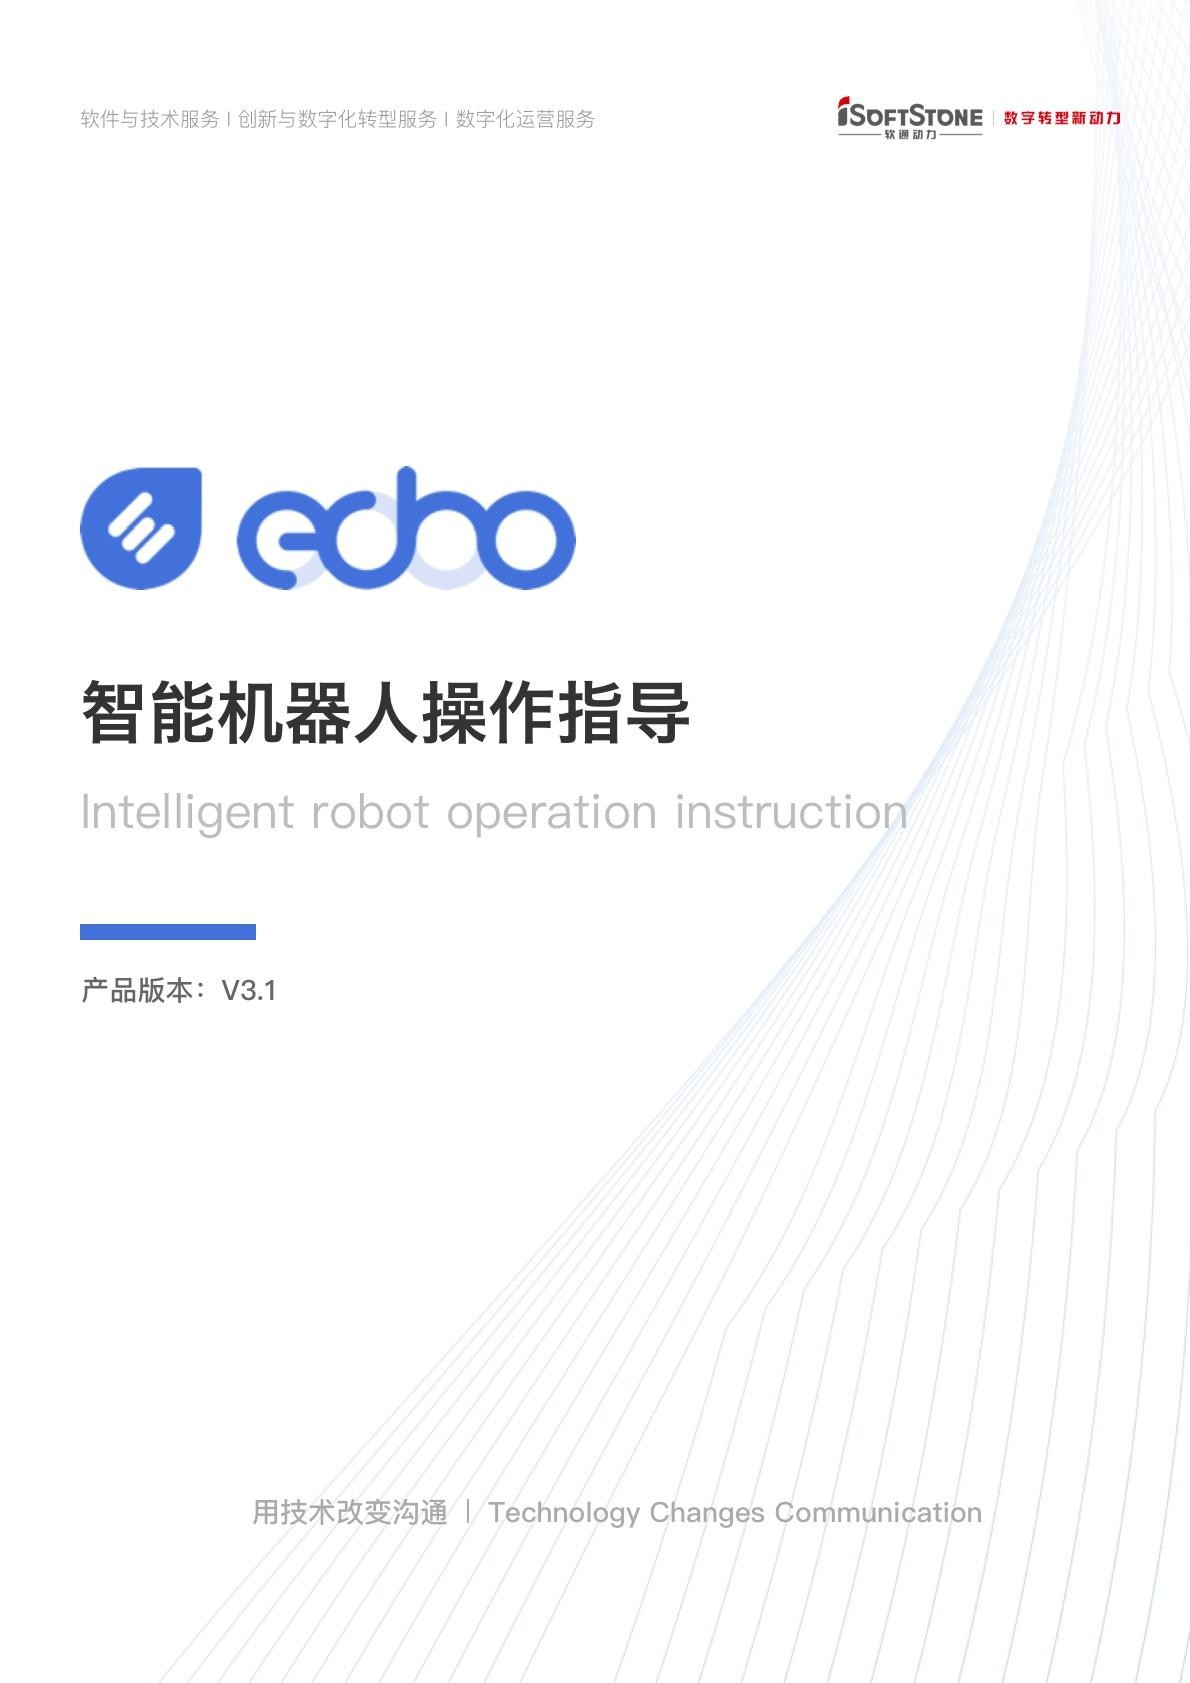 软件与技术服务 | 创新与数字化转型服务 | 数字化运营服务
iSOFTSTONE | 数字转型新动力
软通动力
echo
智能机器人操作指导
Intelligent robot operation instruction
产品版本：V3.1
用技术改变沟通 | Technology Changes Communication